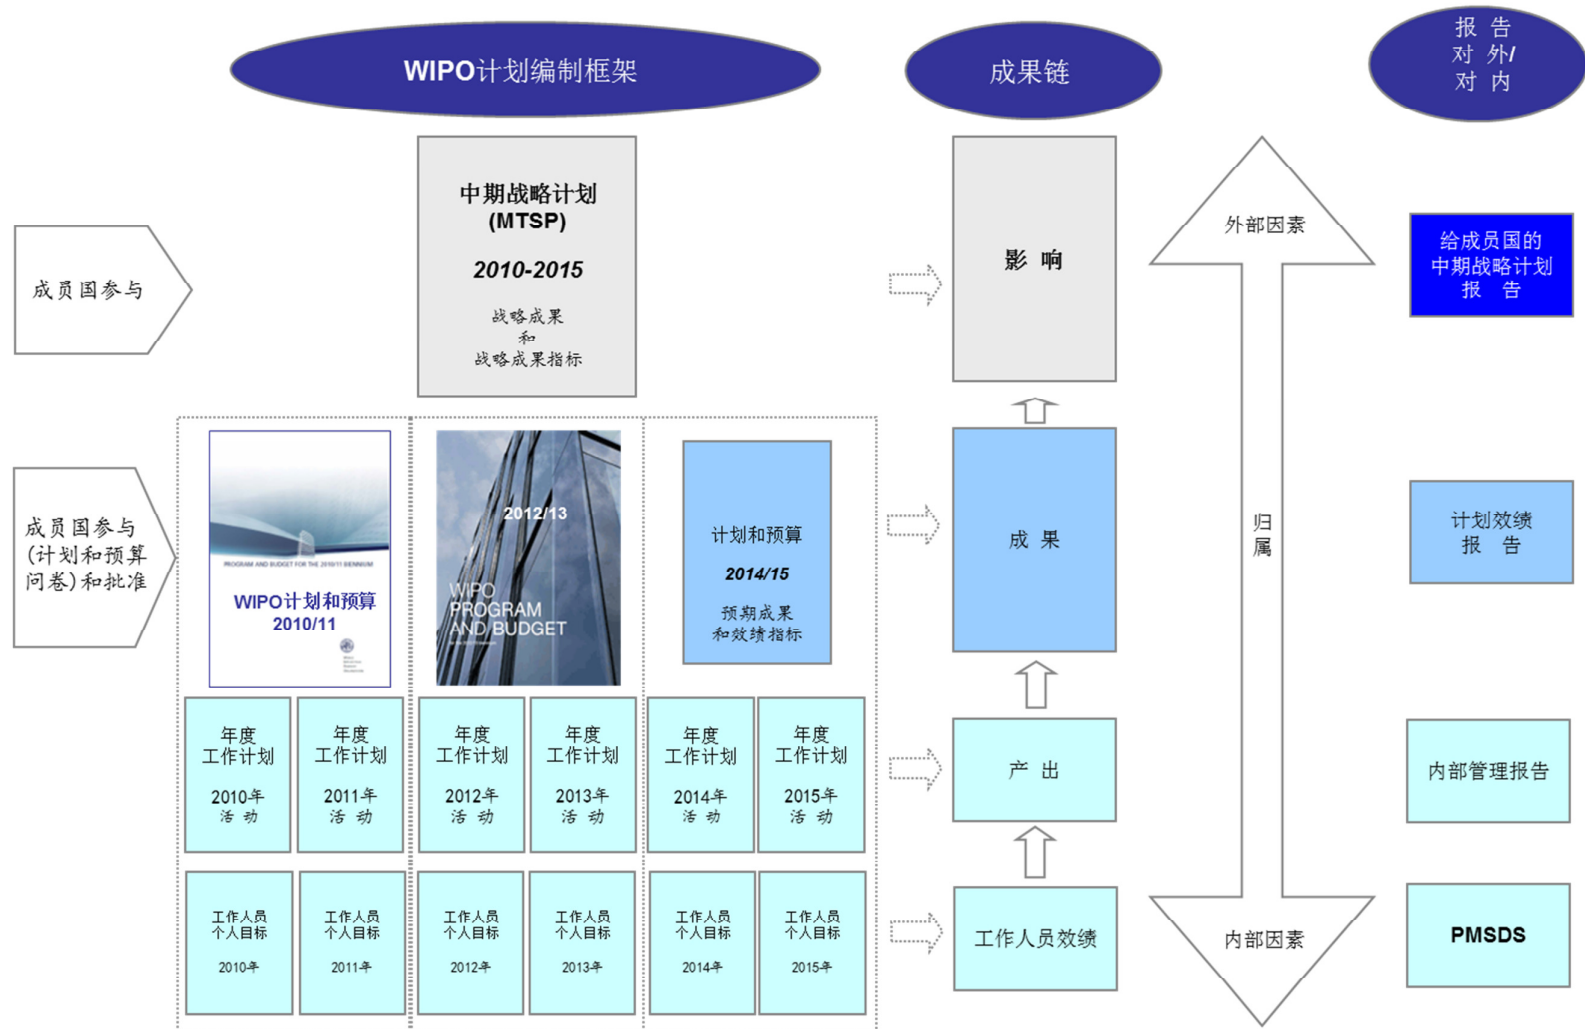 WIPO计划编制框架
成果链
报 告
对 外/
对 内
中期战略计划
(MTSP)
2010-2015
战略成果
和
战略成果指标
成员国参与
影 响
外部因素
给成员国的
中期战略计划
报 告
成员国参与
(计划和预算
问卷)和批准
PROGRAM AND BUDGET FOR THE 2010/11 BIENNIUM
WIPO计划和预算
2010/11
2012/13
WIPO
PROGRAM
AND BUDGET
计划和预算
2014/15
预期成果
和效绩指标
成 果
归
属
计划效绩
报 告
年度
工作计划
2010年
活 动
年度
工作计划
2011年
活 动
年度
工作计划
2012年
活 动
年度
工作计划
2013年
活 动
年度
工作计划
2014年
活 动
年度
工作计划
2015年
活 动
产 出
内部管理报告
工作人员
个人目标
2010年
工作人员
个人目标
2011年
工作人员
个人目标
2012年
工作人员
个人目标
2013年
工作人员
个人目标
2014年
工作人员
个人目标
2015年
工作人员效绩
内部因素
PMSDS